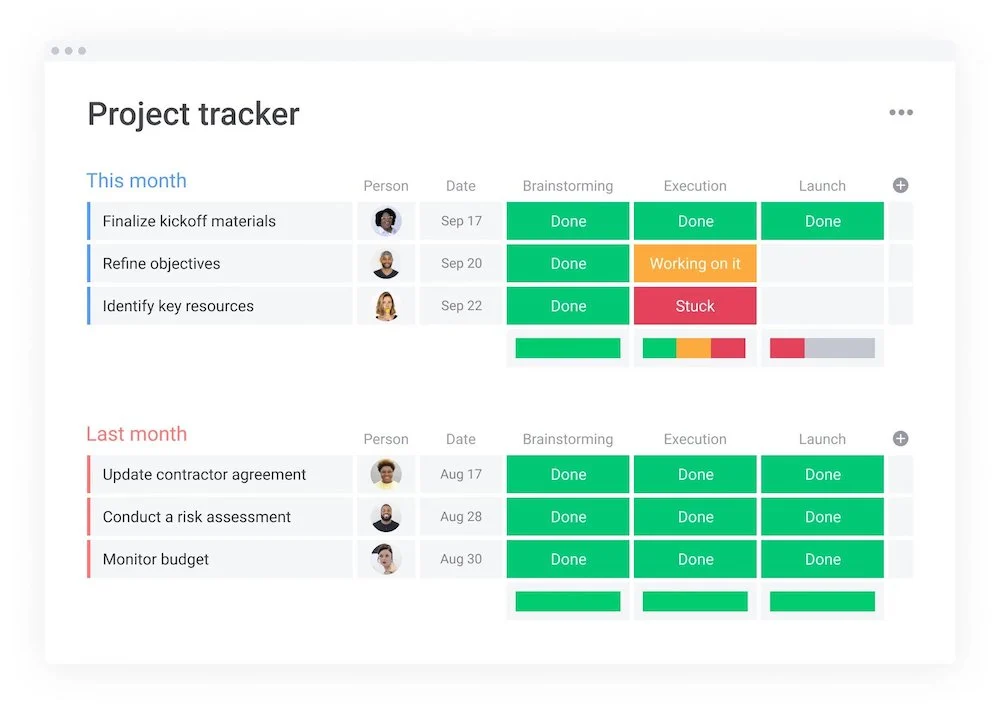 Project tracker
This month Person Date Brainstorming Execution Launch
Finalize kickoff materials Sep 17 Done Done Done
Refine objectives Sep 20 Done Working on it
Identify key resources Sep 22 Done Stuck
Last month Person Date Brainstorming Execution Launch
Update contractor agreement Aug 17 Done Done Done
Conduct a risk assessment Aug 28 Done Done Done
Monitor budget Aug 30 Done Done Done